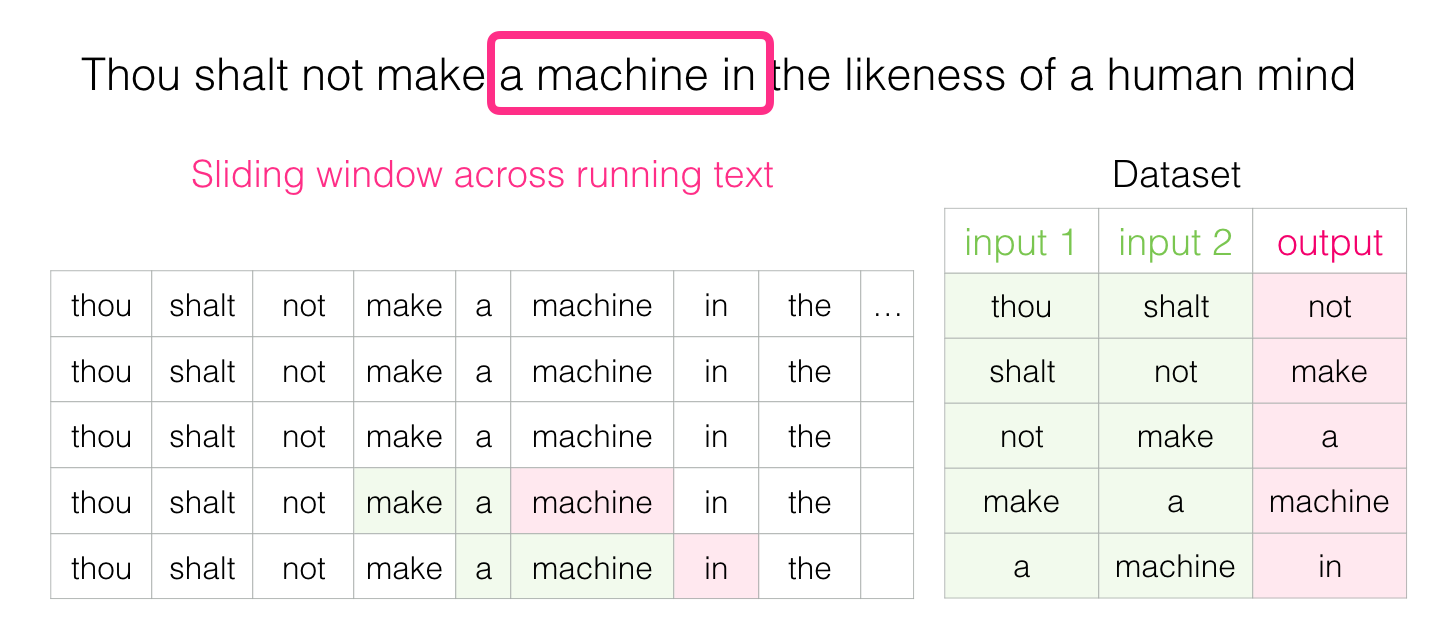 Thou shalt not make a machine in the likeness of a human mind
Sliding window across running text
thou shalt not make a machine in the ...
thou shalt not make a machine in the
thou shalt not make a machine in the
thou shalt not make a machine in the
thou shalt not make a machine in the
Dataset
input 1 input 2 output
thou shalt not
shalt not make
not make a
make a machine
a machine in